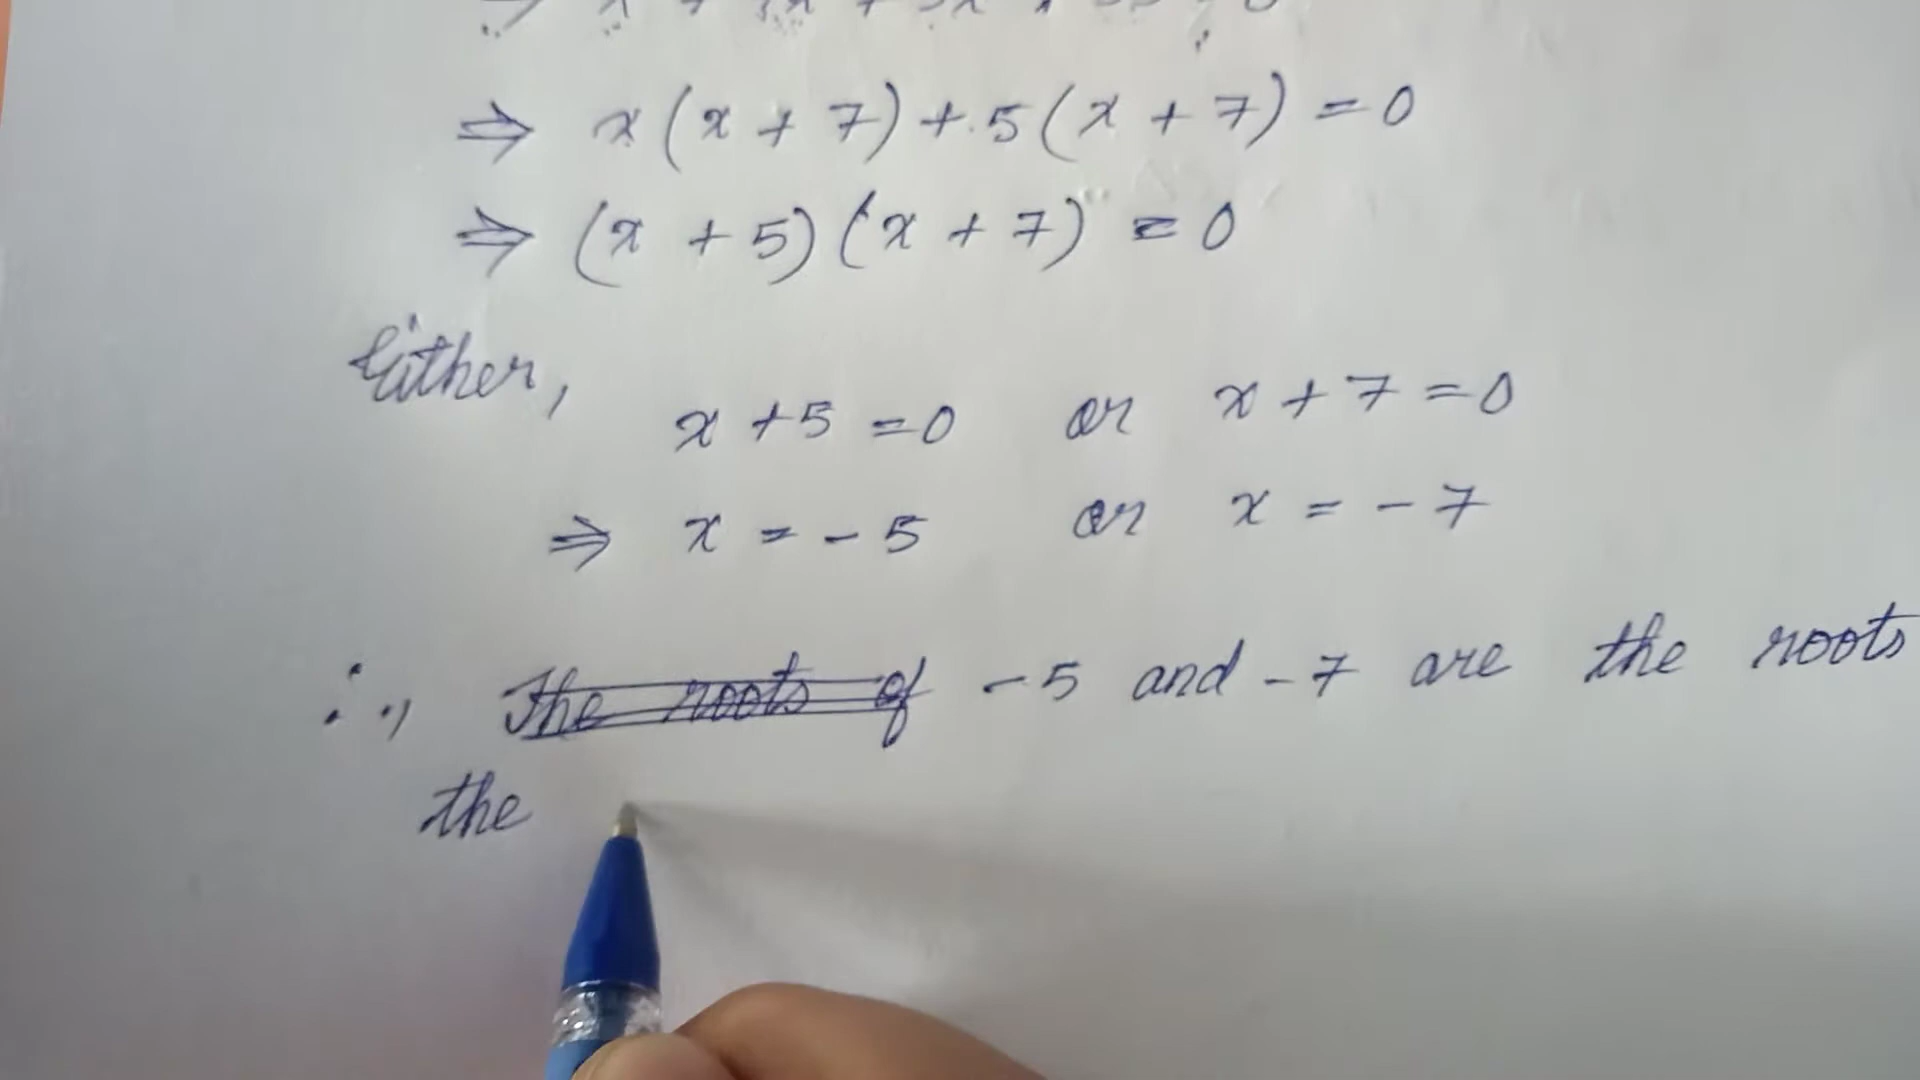 ⇒ x(x + 7) + 5(x + 7) = 0
⇒ (x + 5)(x + 7) = 0
Either,
x + 5 = 0 or x + 7 = 0
⇒ x = - 5 or x = - 7
∴, The roots of - 5 and - 7 are the roots
the